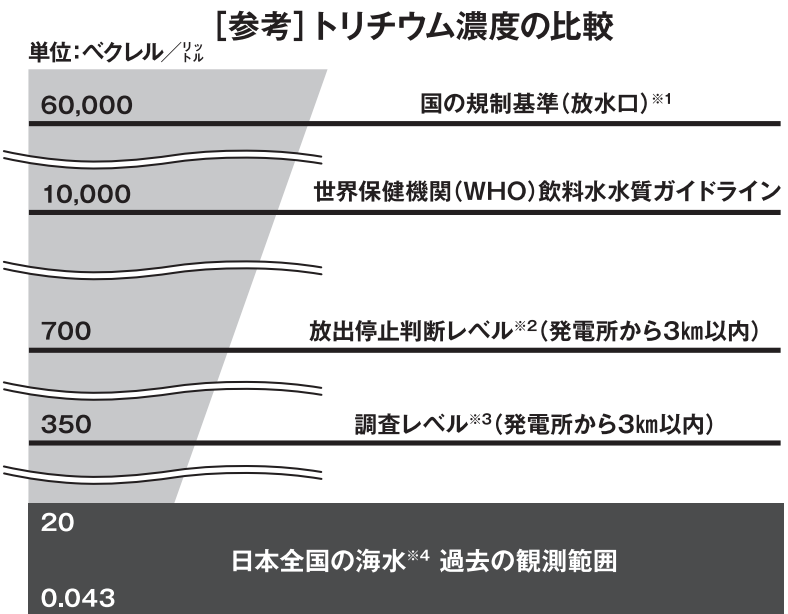 ［参考］トリチウム濃度の比較
単位：ベクレル／リットル
60,000 国の規制基準（放水口）※1
10,000 世界保健機関（WHO）飲料水水質ガイドライン
700 放出停止判断レベル※2（発電所から3㎞以内）
350 調査レベル※3（発電所から3㎞以内）
20
日本全国の海水※4 過去の観測範囲
0.043